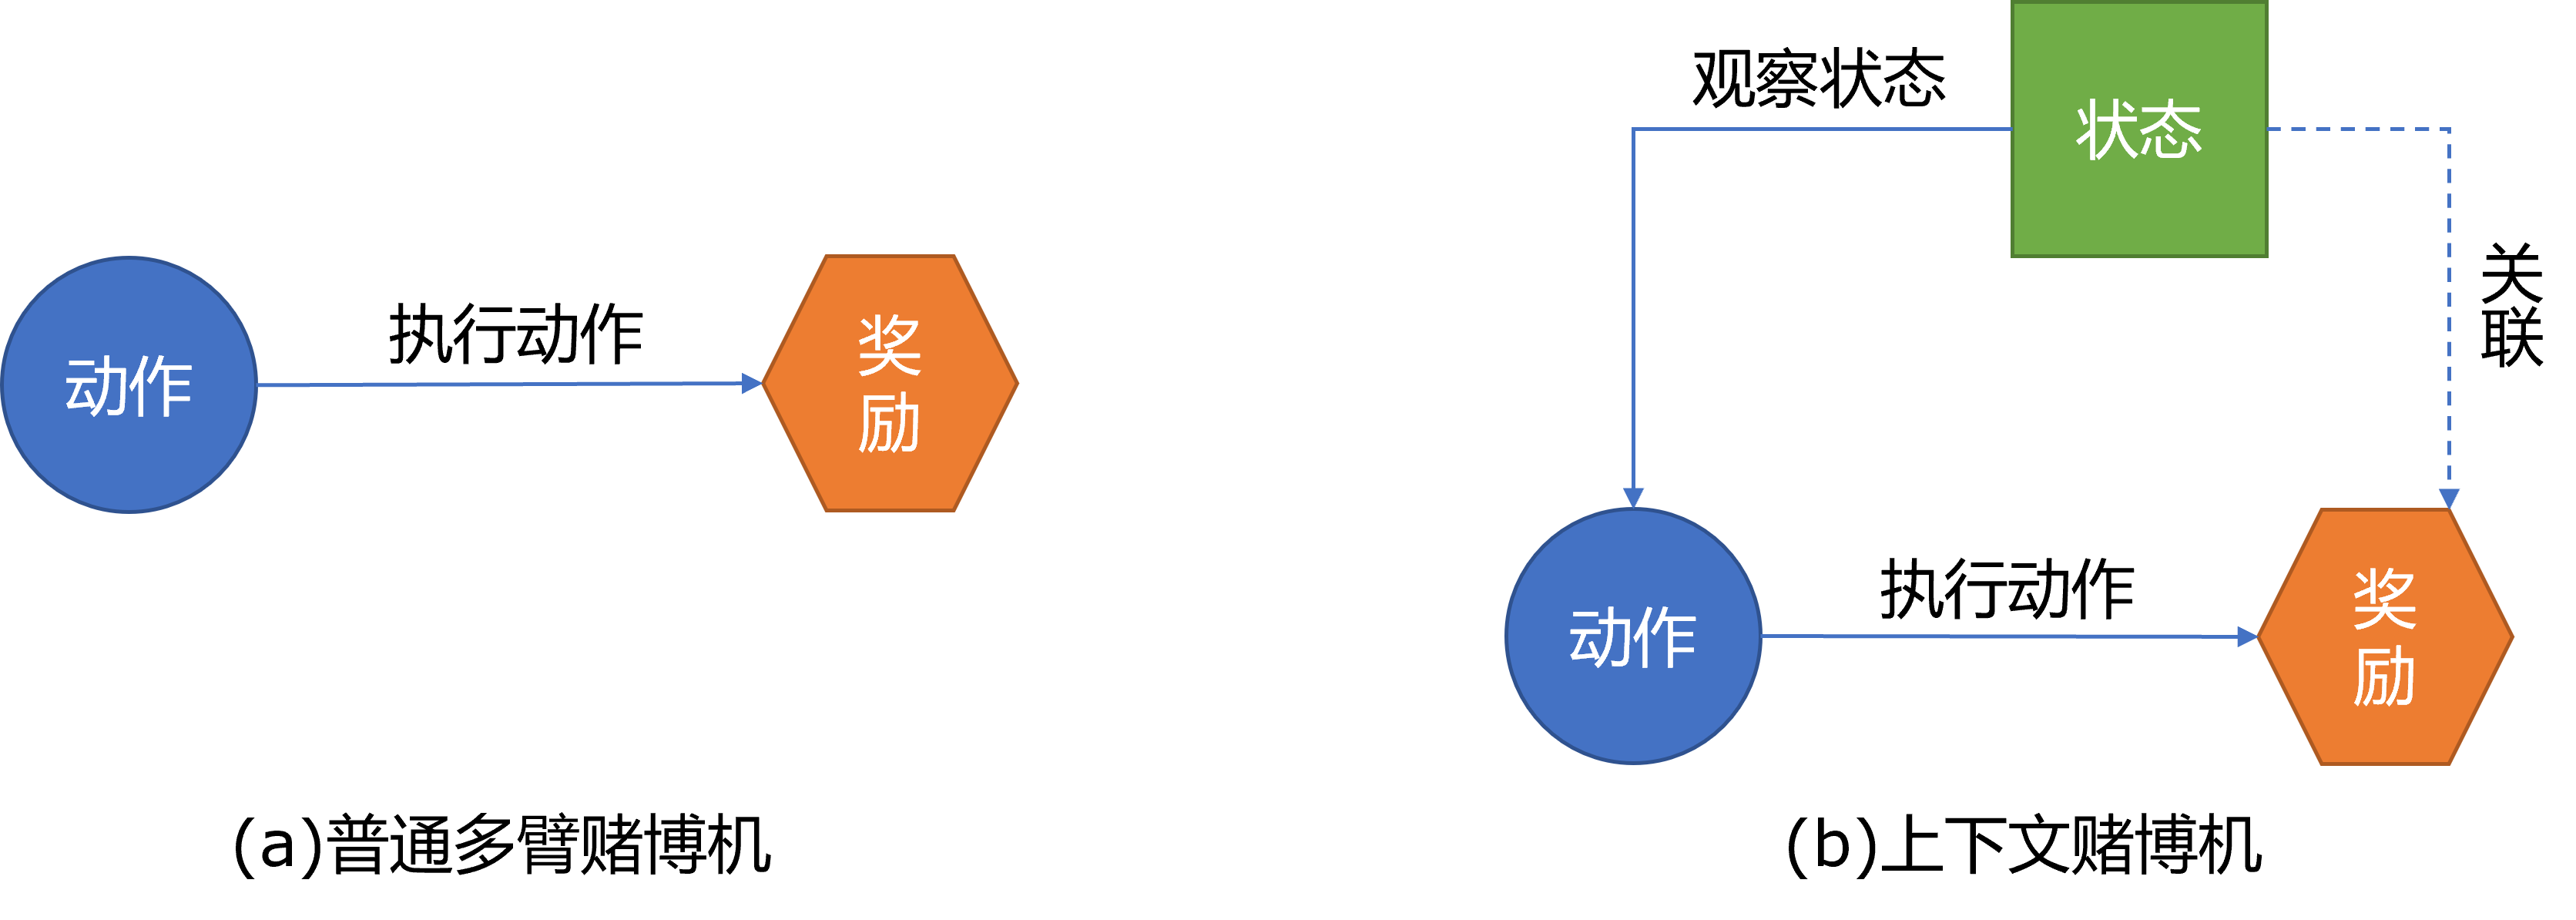 动作
执行动作
奖
励
(a)普通多臂赌博机
观察状态
状态
关
联
动作
执行动作
奖
励
(b)上下文赌博机